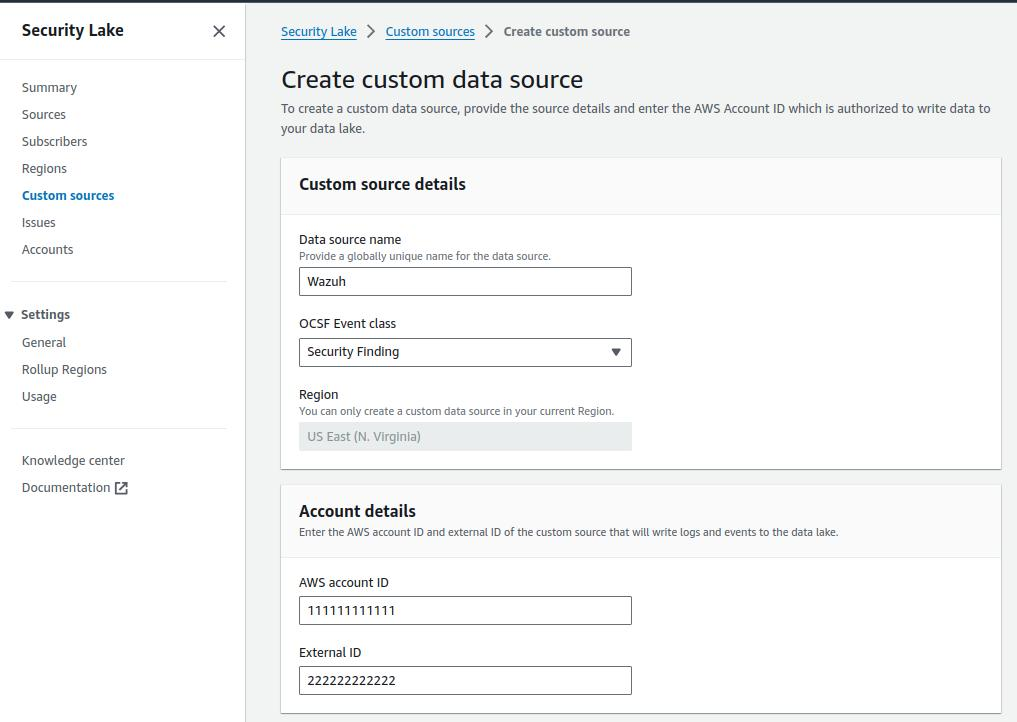 Security Lake
Summary
Sources
Subscribers
Regions
Custom sources
Issues
Accounts
Settings
General
Rollup Regions
Usage
Knowledge center
Documentation
Security Lake > Custom sources > Create custom source
Create custom data source
To create a custom data source, provide the source details and enter the AWS Account ID which is authorized to write data to
your data lake.
Custom source details
Data source name
Provide a globally unique name for the data source.
Wazuh
OCSF Event class
Security Finding
Region
You can only create a custom data source in your current Region.
US East (N. Virginia)
Account details
Enter the AWS account ID and external ID of the custom source that will write logs and events to the data lake.
AWS account ID
111111111111
External ID
222222222222